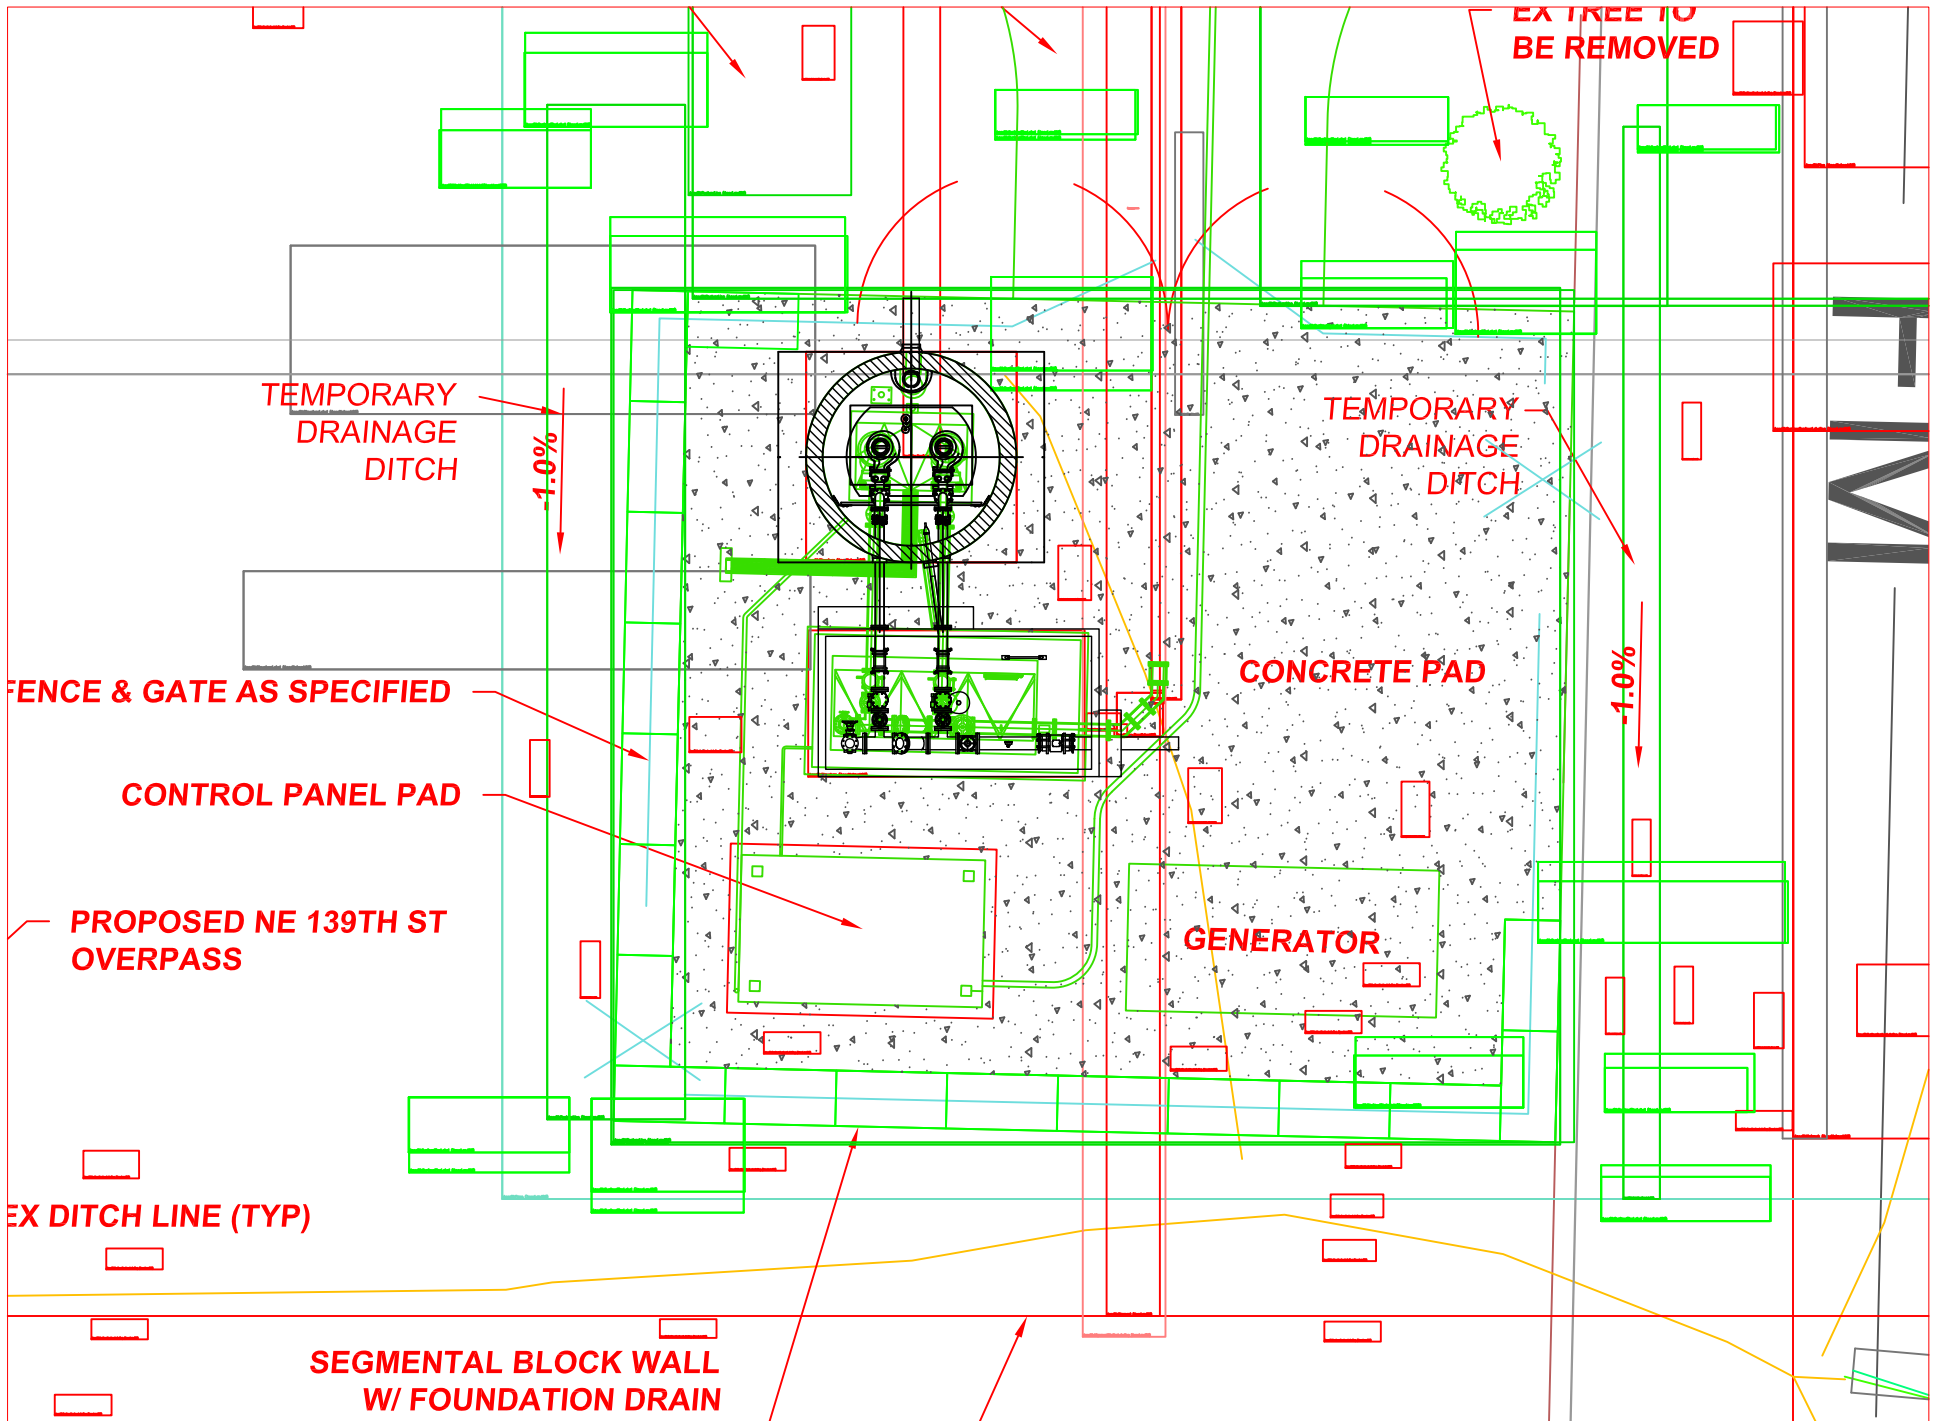 EX TREE TO
BE REMOVED
TEMPORARY
DRAINAGE
DITCH
-1.0%
TEMPORARY
DRAINAGE
DITCH
-1.0%
FENCE & GATE AS SPECIFIED
CONCRETE PAD
CONTROL PANEL PAD
PROPOSED NE 139TH ST
OVERPASS
GENERATOR
EX DITCH LINE (TYP)
SEGMENTAL BLOCK WALL
W/ FOUNDATION DRAIN